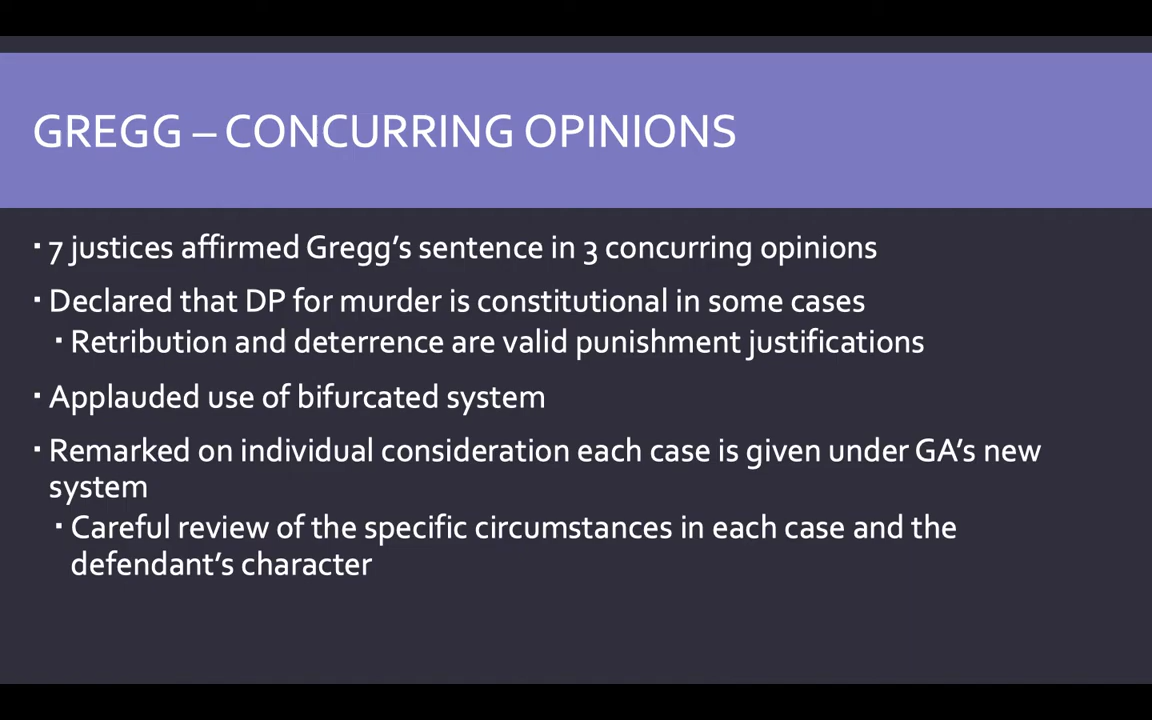 GREGG – CONCURRING OPINIONS
▪ 7 justices affirmed Gregg’s sentence in 3 concurring opinions
▪ Declared that DP for murder is constitutional in some cases
▪ Retribution and deterrence are valid punishment justifications
▪ Applauded use of bifurcated system
▪ Remarked on individual consideration each case is given under GA’s new
system
▪ Careful review of the specific circumstances in each case and the
defendant’s character